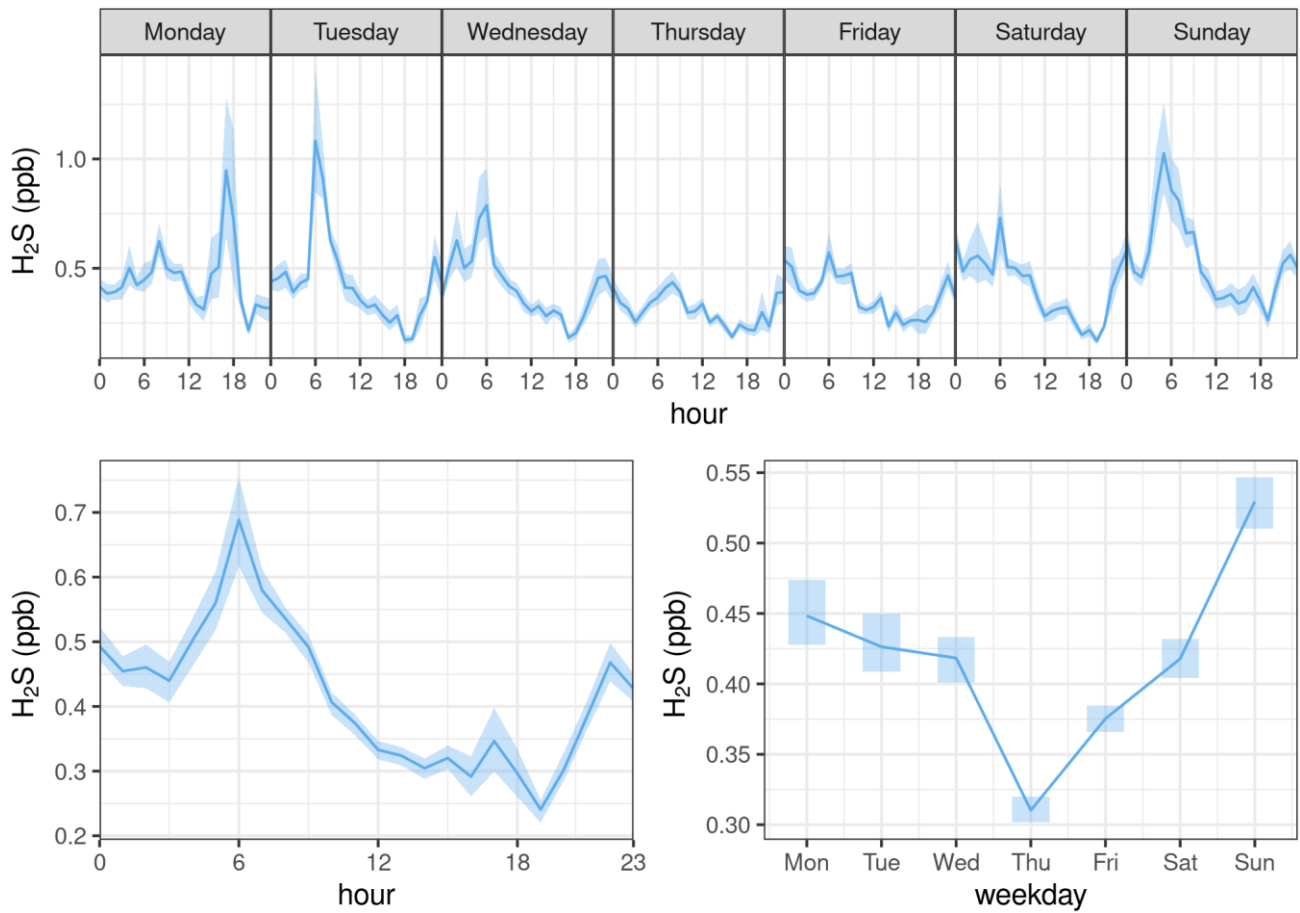 Monday Tuesday Wednesday Thursday Friday Saturday Sunday
H₂S (ppb)
1.0
0.5
0 6 12 18 0 6 12 18 0 6 12 18 0 6 12 18 0 6 12 18 0 6 12 18 0 6 12 18
hour
H₂S (ppb)
0.7
0.6
0.5
0.4
0.3
0.2
0 6 12 18 23
hour
H₂S (ppb)
0.55
0.50
0.45
0.40
0.35
0.30
Mon Tue Wed Thu Fri Sat Sun
weekday